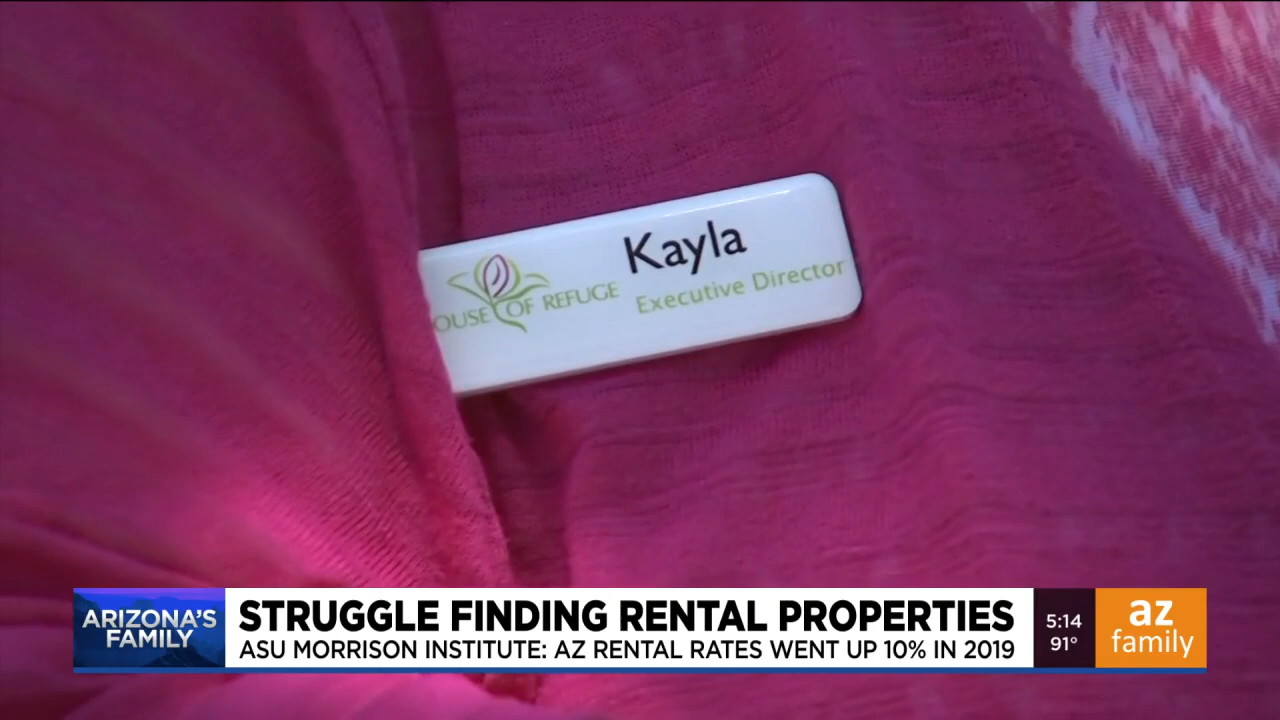 Kayla
OUSE OF REFUGE
Executive Director
ARIZONA'S
FAMILY
STRUGGLE FINDING RENTAL PROPERTIES
ASU MORRISON INSTITUTE: AZ RENTAL RATES WENT UP 10% IN 2019
5:14
91°
az
family